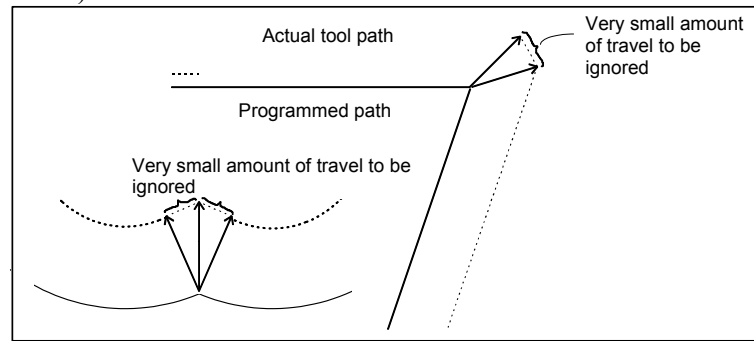 )
Actual tool path
Very small amount
of travel to be
ignored
Programmed path
Very small amount of travel to be
ignored